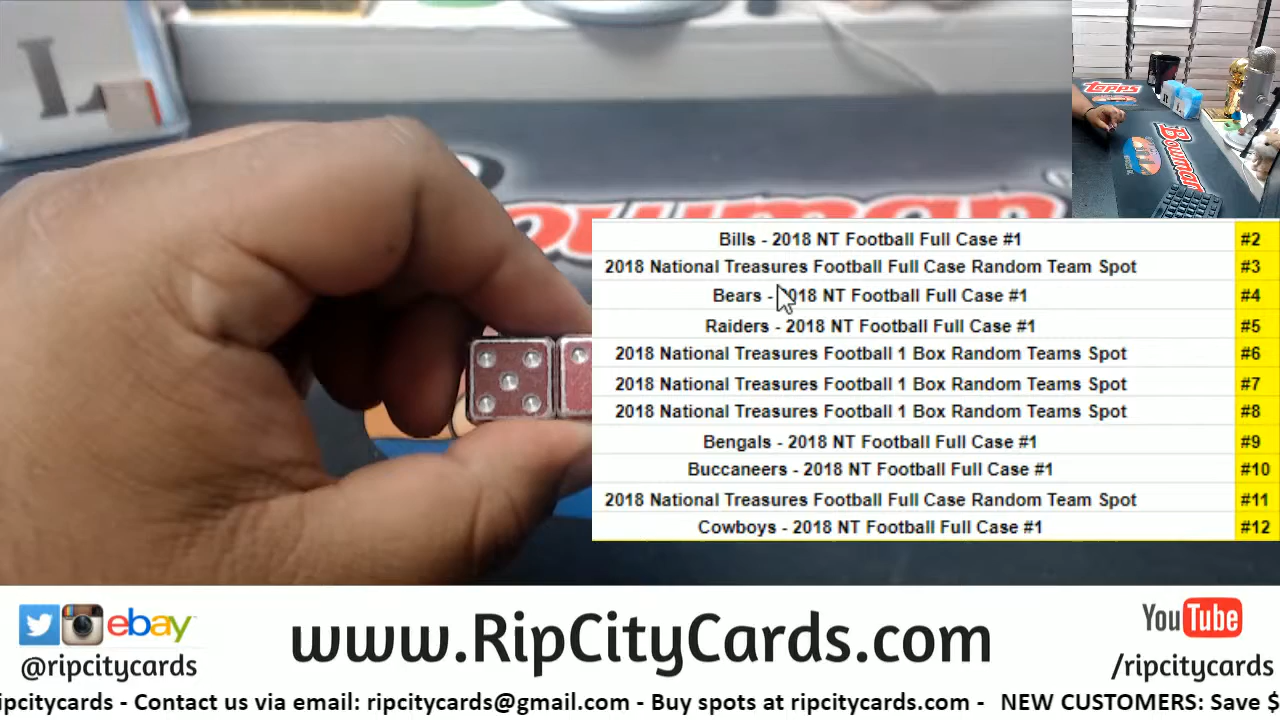 L
topps
Bowman
Bowman
Bills - 2018 NT Football Full Case #1 #2
2018 National Treasures Football Full Case Random Team Spot #3
Bears - 2018 NT Football Full Case #1 #4
Raiders - 2018 NT Football Full Case #1 #5
2018 National Treasures Football 1 Box Random Teams Spot #6
2018 National Treasures Football 1 Box Random Teams Spot #7
2018 National Treasures Football 1 Box Random Teams Spot #8
Bengals - 2018 NT Football Full Case #1 #9
Buccaneers - 2018 NT Football Full Case #1 #10
2018 National Treasures Football Full Case Random Team Spot #11
Cowboys - 2018 NT Football Full Case #1 #12
ebay
@ripcitycards
www.RipCityCards.com
YouTube
/ripcitycards
ipcitycards - Contact us via email: ripcitycards@gmail.com - Buy spots at ripcitycards.com - NEW CUSTOMERS: Save $